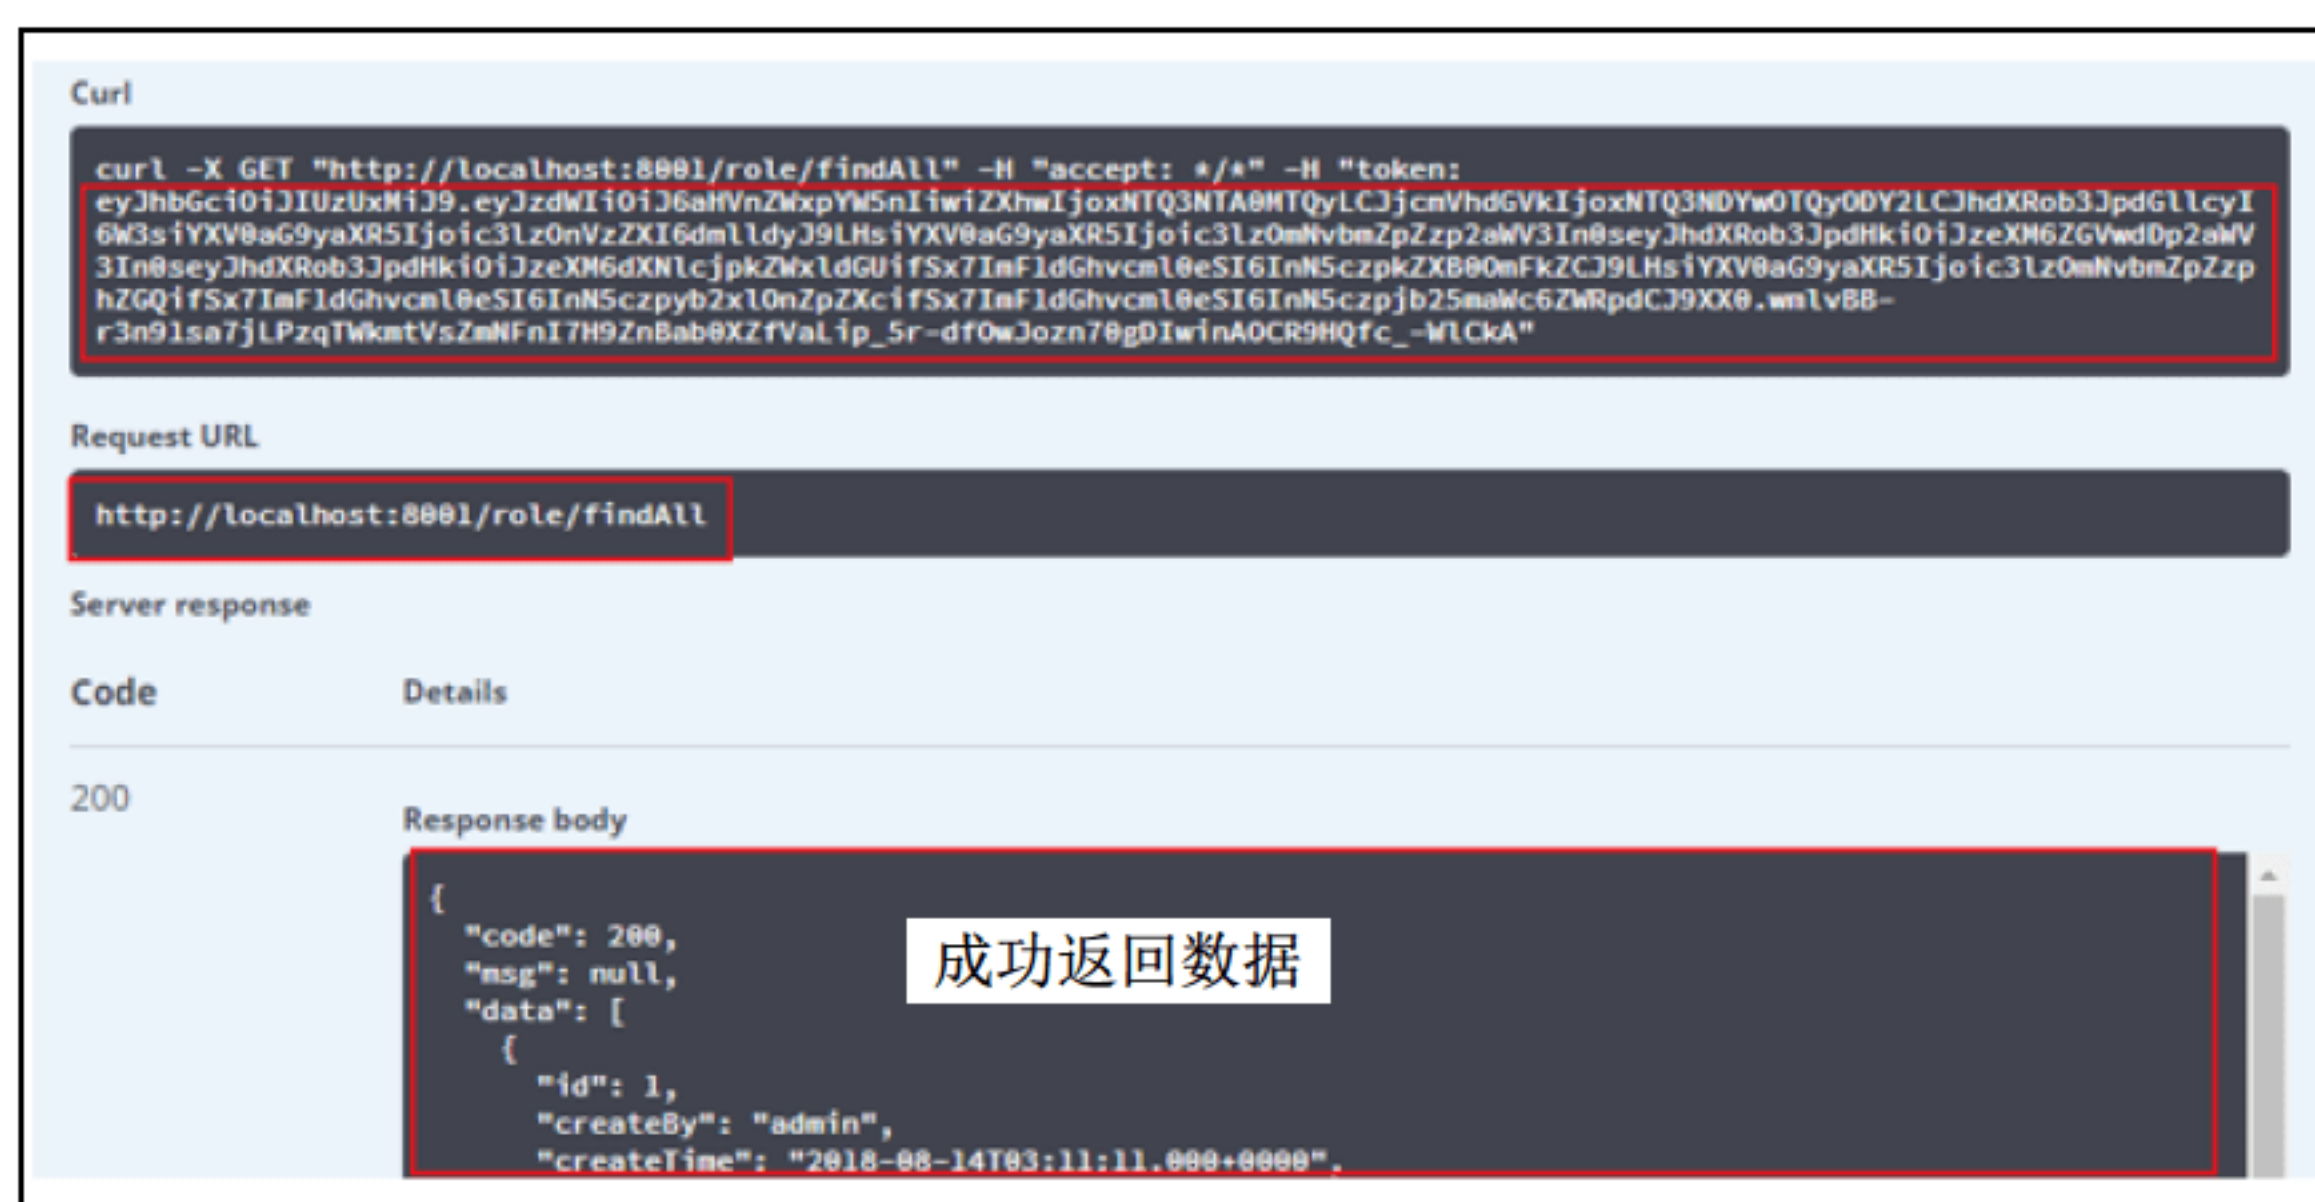 Curl
curl -X GET "http://localhost:8001/role/findAll" -H "accept: */*" -H "token:
eyJhbGciOiJIUzUxMiJ9.eyJzdWIiOiJ6aHVnZWxpYW5nIiwiZXhwIjoxNTQ3NTA0MTQyLCJjcmVhdGVkIjoxNTQ3NDYwOTQyODY2LCJhdXRob3JpdGllcyI
6W3siYXV0aG9yaXR5Ijoic3lzOnVzZXI6dmlldyJ9LHsiYXV0aG9yaXR5Ijoic3lzOmNvbmZpZzp2aWV3In0seyJhdXRob3JpdHkiOiJzeXM6ZGVwdDp2aWV
3In0seyJhdXRob3JpdHkiOiJzeXM6dXNlcjpkZWxldGUifSx7ImF1dGhvcml0eSI6InN5czpkZXB0OmFkZCJ9LHsiYXV0aG9yaXR5Ijoic3lzOmNvbmZpZzp
hZGQifSx7ImF1dGhvcml0eSI6InN5czpyb2xlOnZpZXcifSx7ImF1dGhvcml0eSI6InN5czpjb25maWc6ZWRpdCJ9XX0.wmlvBB-
r3n91sa7jLPzqTWkmtVsZmNFnI7H9ZnBab0XZfVaLip_5r-dfOwJozn70gDIwinAOCR9HQfc_-WlCkA"
Request URL
http://localhost:8001/role/findAll
Server response
Code Details
200
Response body
{
"code": 200,
"msg": null,
"data": [
{
"id": 1,
"createBy": "admin",
"createTime": "2018-08-14T03:11:11.000+0000",
成功返回数据